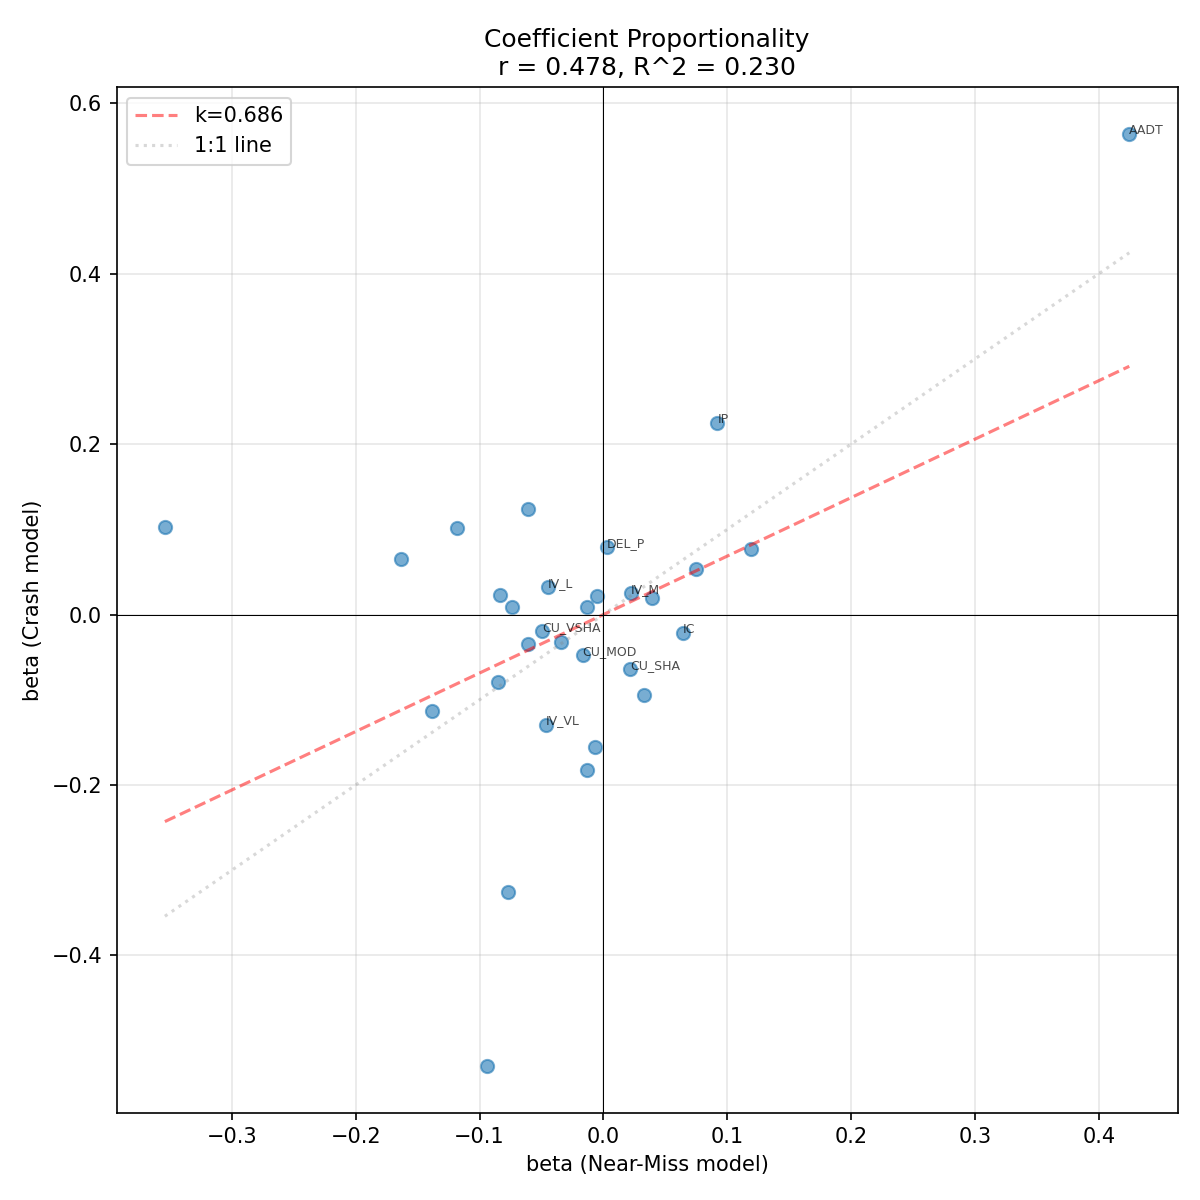 Coefficient Proportionality
r = 0.478, R^2 = 0.230
k=0.686
1:1 line
beta (Crash model)
0.6
0.4
0.2
0.0
−0.2
−0.4
AADT
IP
DEL_P
IV_L
IV_M
CU_VSHA
IC
CU_MOD
CU_SHA
IV_VL
−0.3
−0.2
−0.1
0.0
0.1
0.2
0.3
0.4
beta (Near-Miss model)